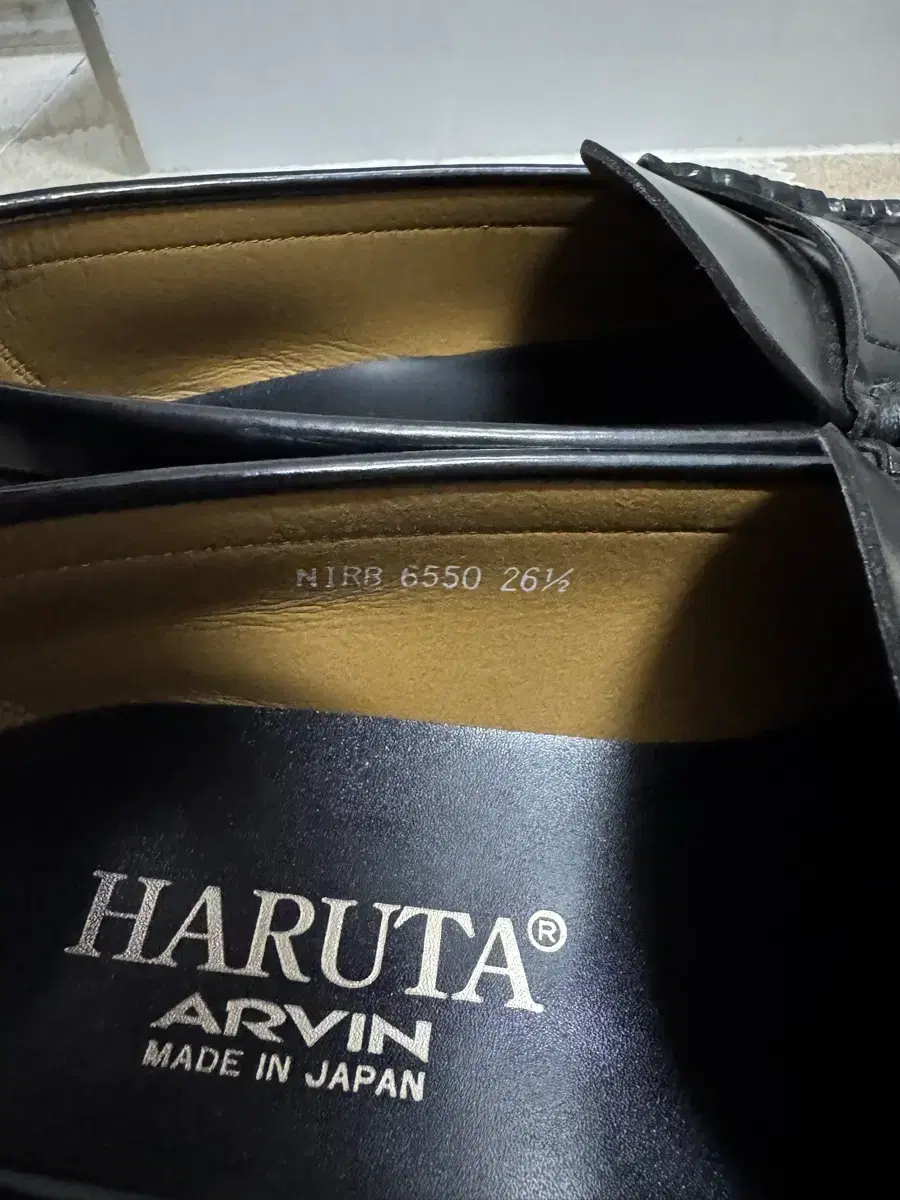 NIRB 6550 26½
HARUTA®
ARVIN
MADE IN JAPAN